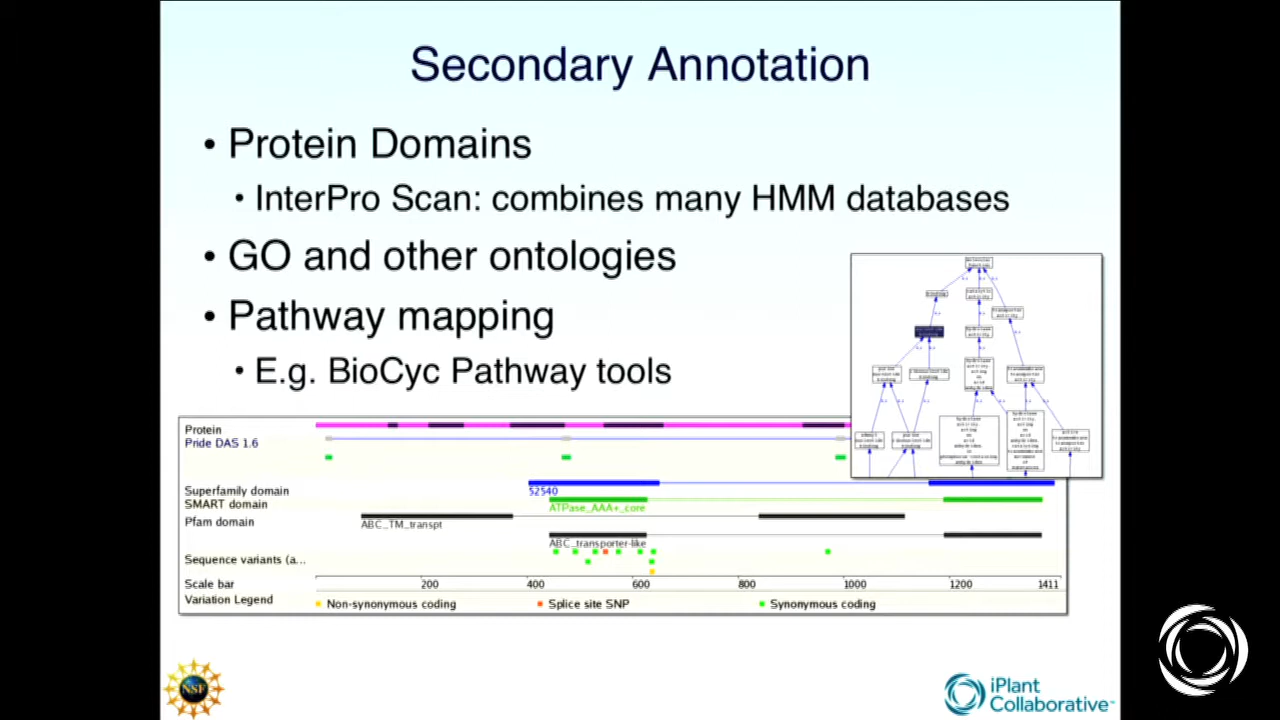 Secondary Annotation
• Protein Domains
• InterPro Scan: combines many HMM databases
• GO and other ontologies
• Pathway mapping
• E.g. BioCyc Pathway tools
Protein
Pride DAS 1.6
Superfamily domain
52540
SMART domain
ATPase_AAA+_core
Pfam domain
ABC_TM_transpt
ABC_transporter-like
Sequence variants (a...
Scale bar 200 400 600 800 1000 1200 1411
Variation Legend
Non-synonymous coding Splice site SNP Synonymous coding
NSF
iPlant
Collaborative™